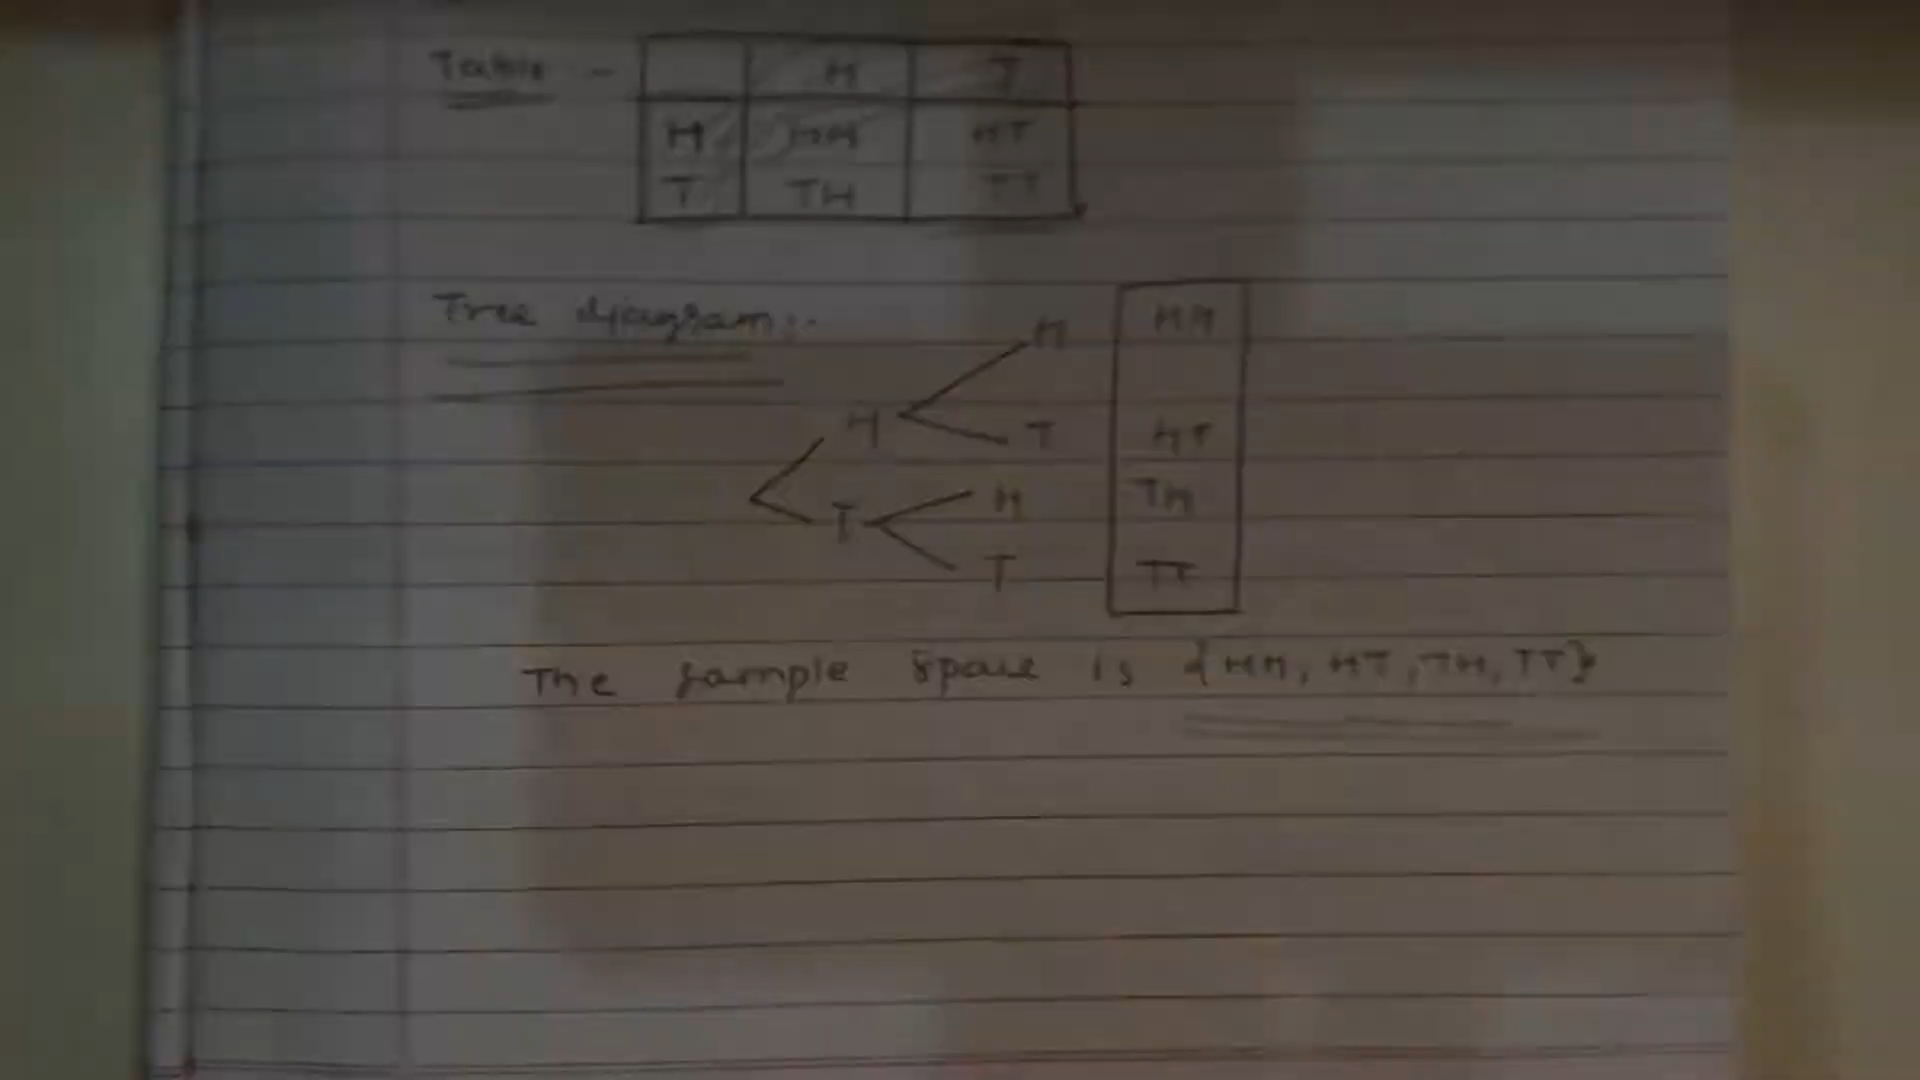 Table :-
H T
H HH HT
T TH TT
Tree diagram:-
H HH
H T HT
T H TH
T TT
The sample space is {HH, HT, TH, TT}